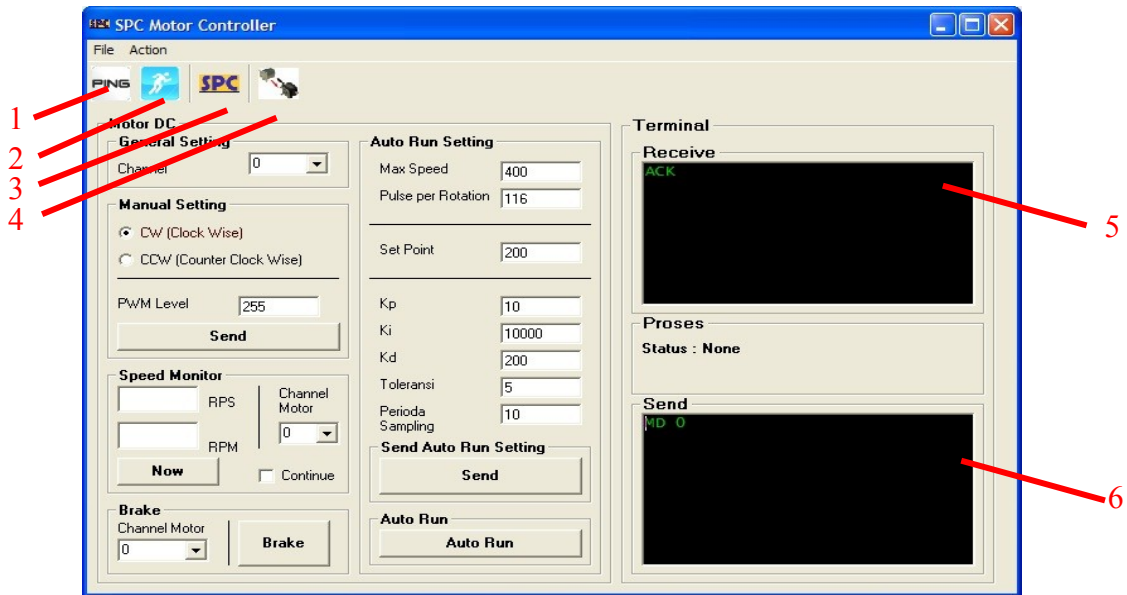 SPC SPC Motor Controller
File Action
PING SPC
1
2
3
4
Motor DC
General Setting
Channel 0
Manual Setting
CW (Clock Wise)
CCW (Counter Clock Wise)
PWM Level 255
Send
Speed Monitor
RPS
RPM
Channel
Motor
0
Now
Continue
Brake
Channel Motor
0
Brake
Auto Run Setting
Max Speed 400
Pulse per Rotation 116
Set Point 200
Kp 10
Ki 10000
Kd 200
Toleransi 5
Perioda
Sampling 10
Send Auto Run Setting
Send
Auto Run
Auto Run
Terminal
Receive
ACK
5
Proses
Status : None
Send
MD 0
6